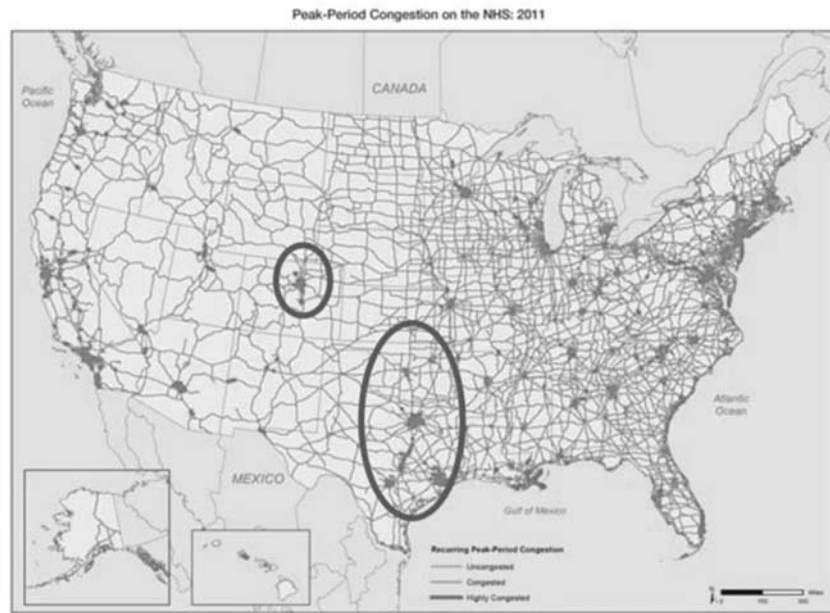 Peak-Period Congestion on the NHS: 2011
Pacific
Ocean
CANADA
Atlantic
Ocean
MEXICO
Gulf of Mexico
Recurring Peak-Period Congestion
Uncongested
Congested
Highly Congested
N
Miles